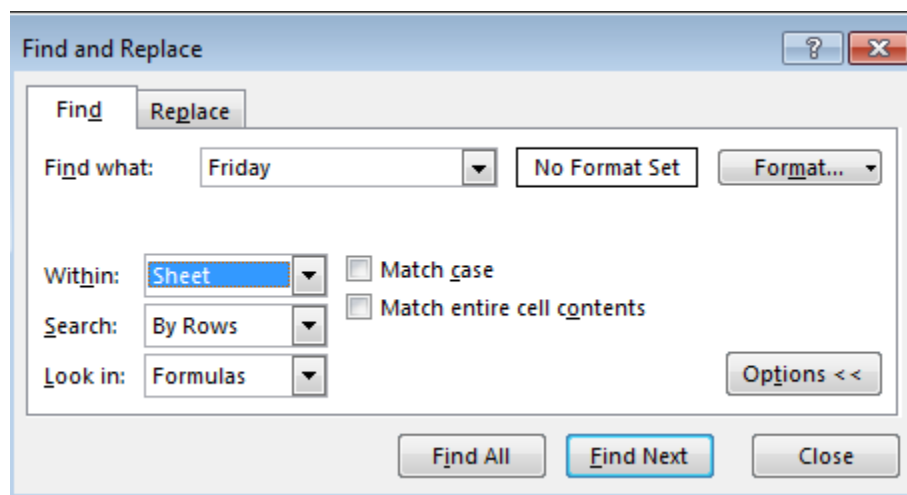 Find and Replace
Find Replace
Find what: Friday No Format Set Format...
Within: Sheet Match case
Match entire cell contents
Search: By Rows
Look in: Formulas Options <<
Find All Find Next Close